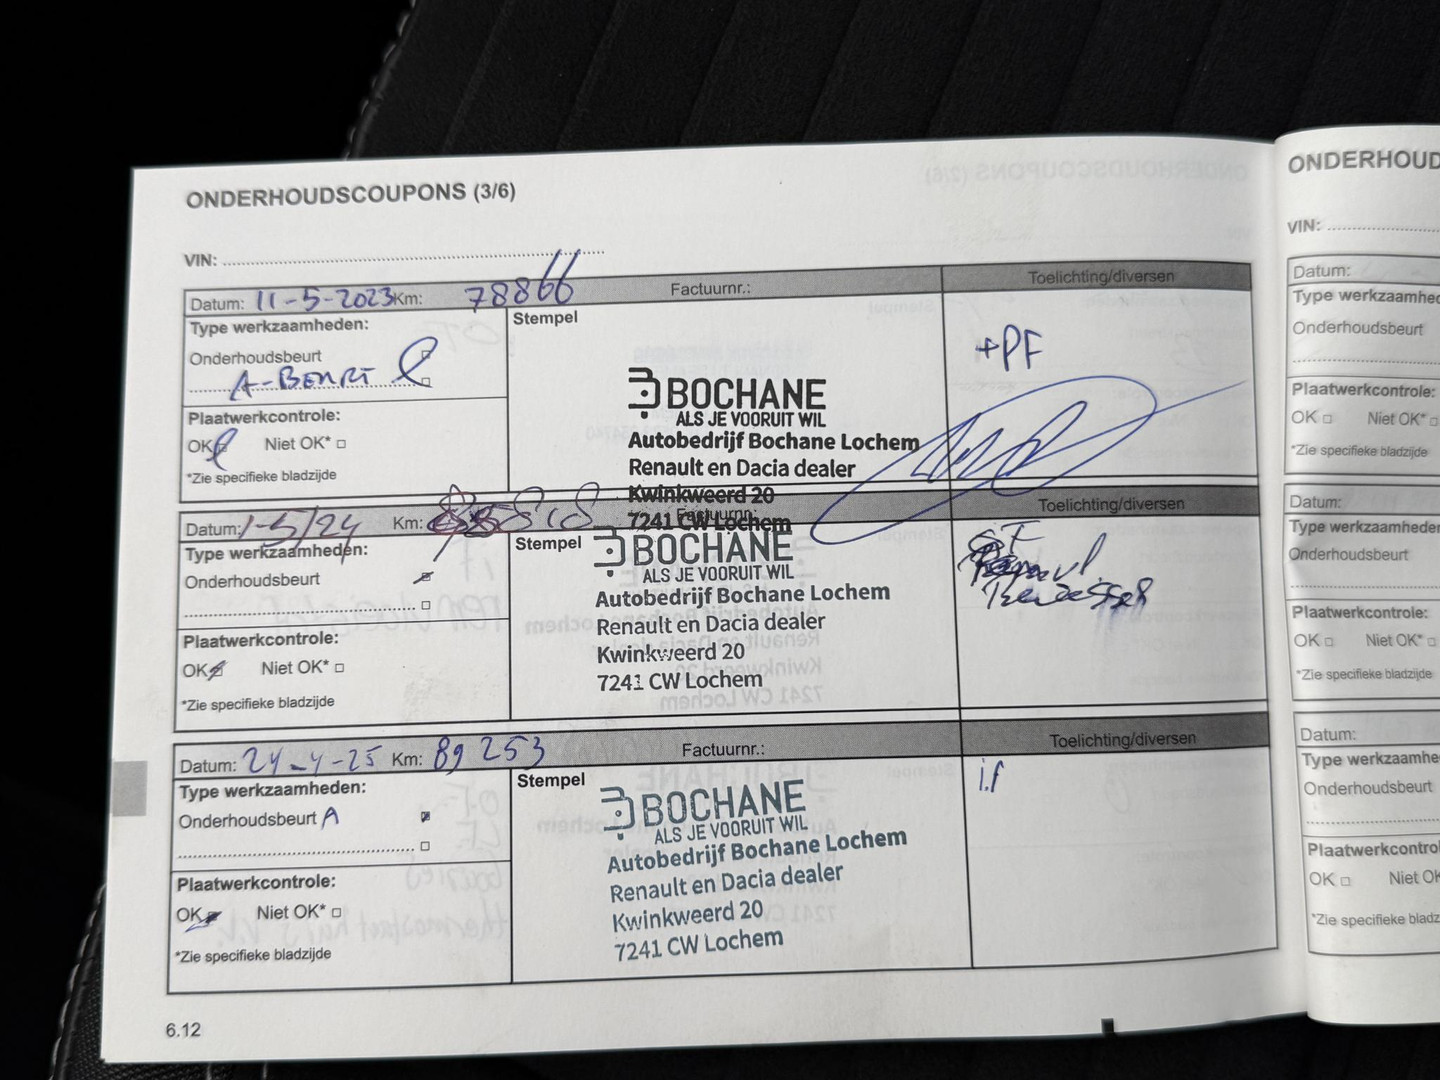 ONDERHOUDSCOUPONS (3/6)
VIN:
Datum: 11-5-2023 Km: 78866 Factuurnr.: Toelichting/diversen
Type werkzaamheden:
Stempel
Onderhoudsbeurt
A-BEURT
Plaatwerkcontrole:
OK Niet OK*
*Zie specifieke bladzijde
BOCHANE
ALS JE VOORUIT WIL
Autobedrijf Bochane Lochem
Renault en Dacia dealer
Kwinkweerd 20
7241 CW Lochem
+PF
Datum: 1-5/24 Km: Factuurnr.: Toelichting/diversen
Type werkzaamheden:
Stempel
Onderhoudsbeurt
Plaatwerkcontrole:
OK Niet OK*
*Zie specifieke bladzijde
BOCHANE
ALS JE VOORUIT WIL
Autobedrijf Bochane Lochem
Renault en Dacia dealer
Kwinkweerd 20
7241 CW Lochem
Datum: 24-4-25 Km: 89 253 Factuurnr.: Toelichting/diversen
Type werkzaamheden:
Stempel
Onderhoudsbeurt A
Plaatwerkcontrole:
OK Niet OK*
*Zie specifieke bladzijde
BOCHANE
ALS JE VOORUIT WIL
Autobedrijf Bochane Lochem
Renault en Dacia dealer
Kwinkweerd 20
7241 CW Lochem
i.f
6.12
ONDERHOUD
VIN:
Datum:
Type werkzaamhe
Onderhoudsbeurt
Plaatwerkcontrole:
OK Niet OK*
*Zie specifieke bladzijde
Datum:
Type werkzaamheden
Onderhoudsbeurt
Plaatwerkcontrole:
OK Niet OK*
*Zie specifieke bladzijde
Datum:
Type werkzaamhe
Onderhoudsbeurt
Plaatwerkcontrol
OK Niet OK
*Zie specifieke bladz